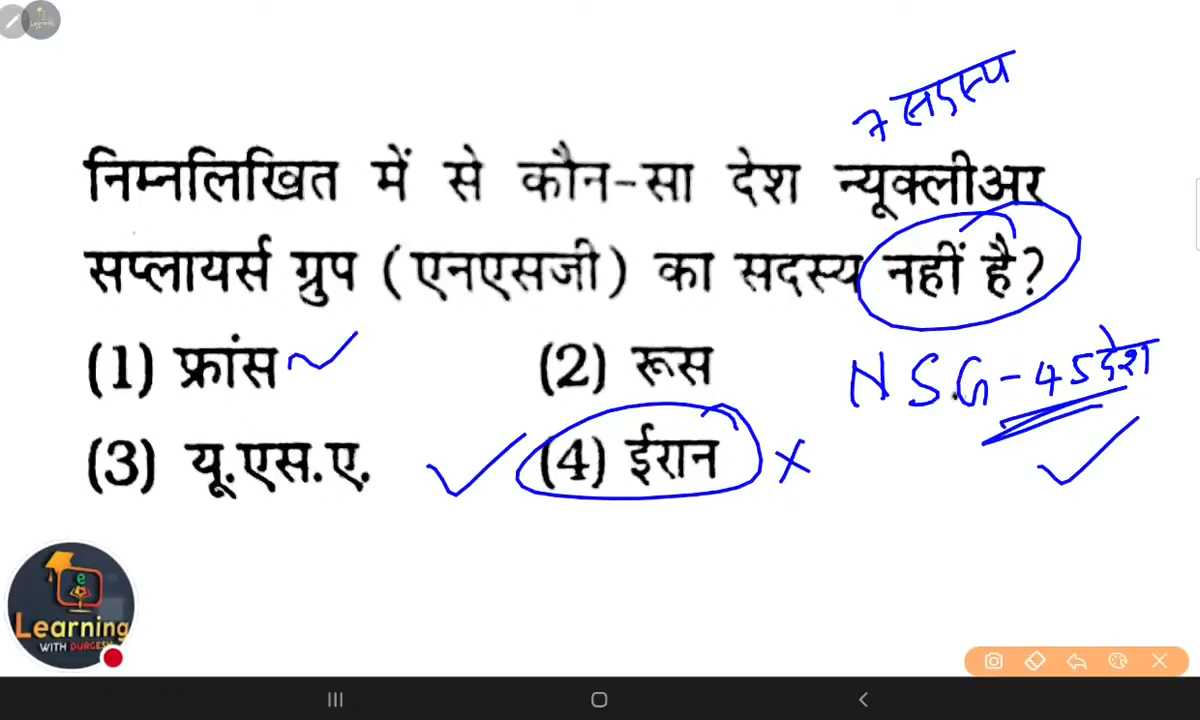 7 सदस्य
निम्नलिखित में से कौन-सा देश न्यूक्लीअर
सप्लायर्स ग्रुप (एनएसजी) का सदस्य नहीं है?
(1) फ्रांस (2) रूस
NSG - 45 देश
(3) यू.एस.ए. (4) ईरान
e
Learning
WITH DURGESH